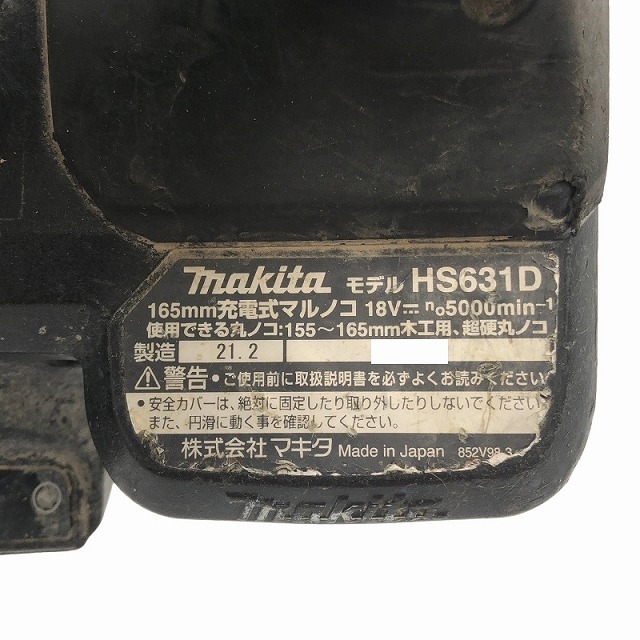 makita モデル HS631D
165mm充電式マルノコ 18V⎓ n₀5000min⁻¹
使用できる丸ノコ:155〜165mm木工用、超硬丸ノコ
製造 21.2
⚠警告・ご使用前に取扱説明書を必ずよくお読みください
・安全カバーは、絶対に固定したり取り外したりしないでください。
また、円滑に動く事を確認してください。
株式会社マキタ Made in Japan 852V98-3
makita